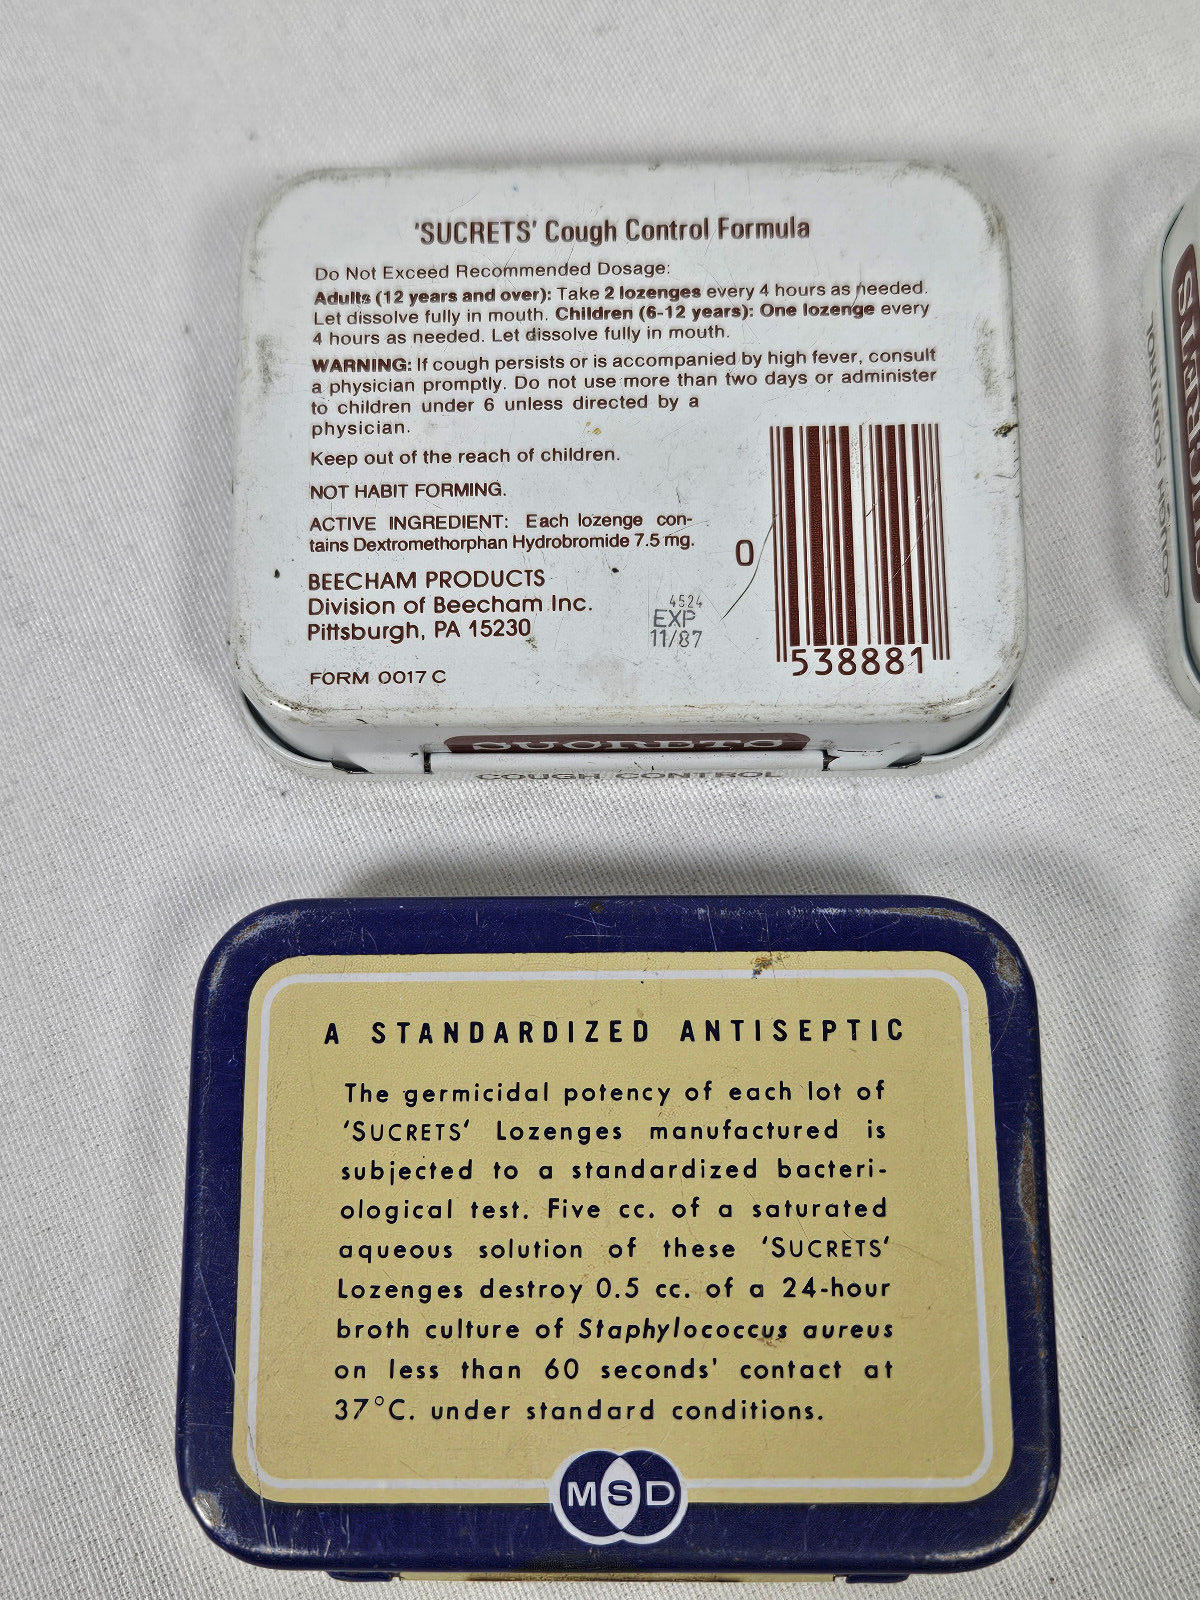 'SUCRETS' Cough Control Formula
Do Not Exceed Recommended Dosage:
Adults (12 years and over): Take 2 lozenges every 4 hours as needed.
Let dissolve fully in mouth. Children (6-12 years): One lozenge every
4 hours as needed. Let dissolve fully in mouth.
WARNING: If cough persists or is accompanied by high fever, consult
a physician promptly. Do not use more than two days or administer
to children under 6 unless directed by a
physician.
Keep out of the reach of children.
NOT HABIT FORMING.
ACTIVE INGREDIENT: Each lozenge con-
tains Dextromethorphan Hydrobromide 7.5 mg.
BEECHAM PRODUCTS
Division of Beecham Inc.
Pittsburgh, PA 15230
FORM 0017 C
4524
EXP
11/87
0
538881
SUCRETS
COUGH CONTROL
SUCRETS
COUGH CONTROL
A STANDARDIZED ANTISEPTIC
The germicidal potency of each lot of
'SUCRETS' Lozenges manufactured is
subjected to a standardized bacteri-
ological test. Five cc. of a saturated
aqueous solution of these 'SUCRETS'
Lozenges destroy 0.5 cc. of a 24-hour
broth culture of Staphylococcus aureus
on less than 60 seconds' contact at
37°C. under standard conditions.
MSD